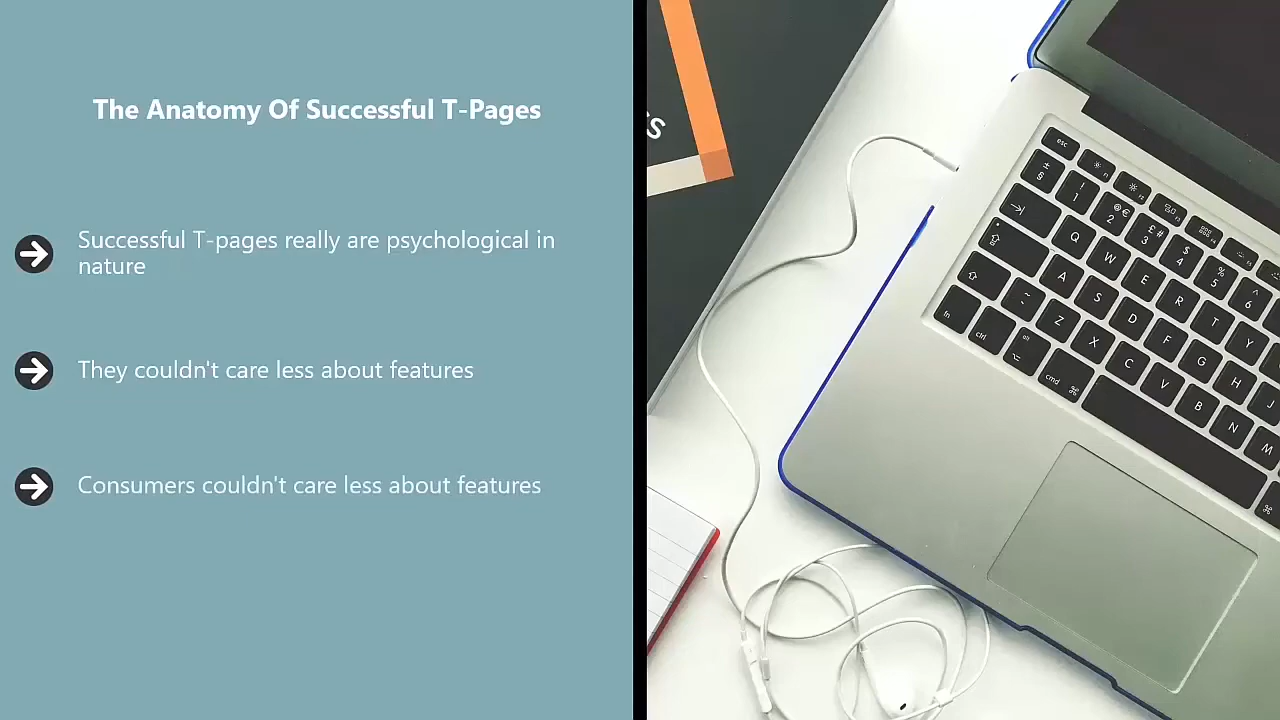 The Anatomy Of Successful T-Pages
Successful T-pages really are psychological in
nature
They couldn't care less about features
Consumers couldn't care less about features